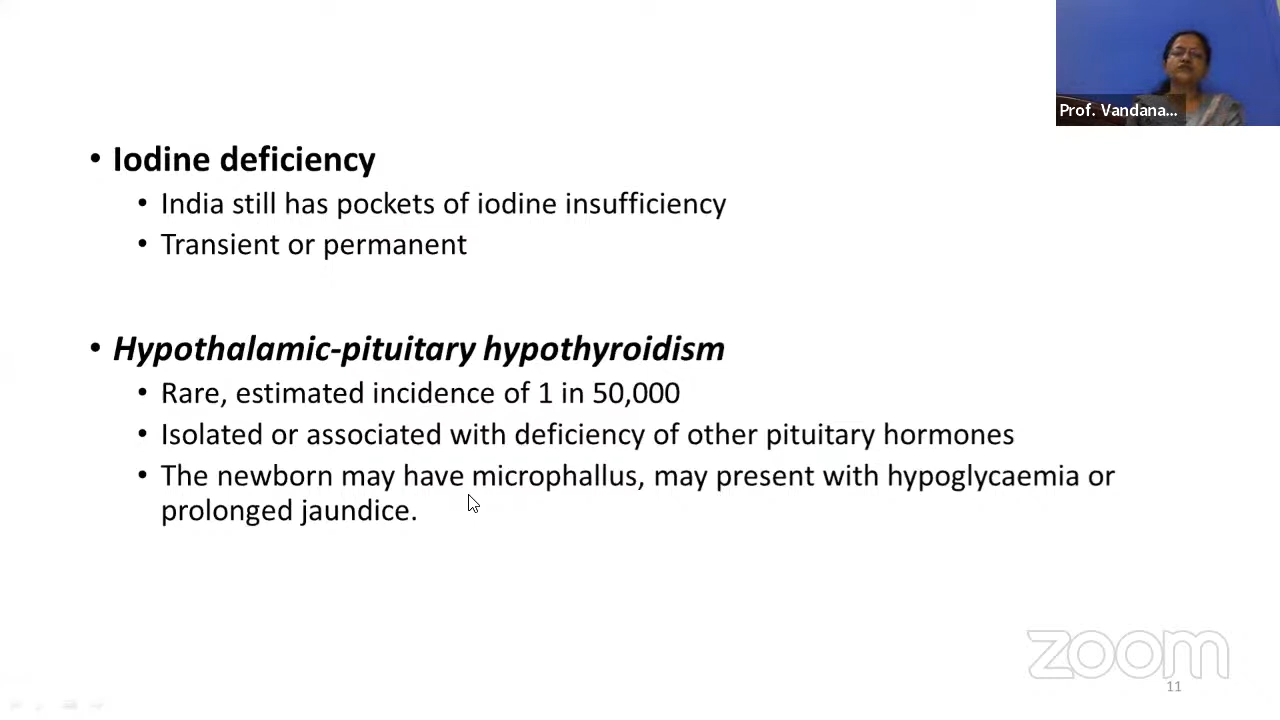 Prof. Vandana...
• Iodine deficiency
• India still has pockets of iodine insufficiency
• Transient or permanent
• Hypothalamic-pituitary hypothyroidism
• Rare, estimated incidence of 1 in 50,000
• Isolated or associated with deficiency of other pituitary hormones
• The newborn may have microphallus, may present with hypoglycaemia or
prolonged jaundice.
zoom
11